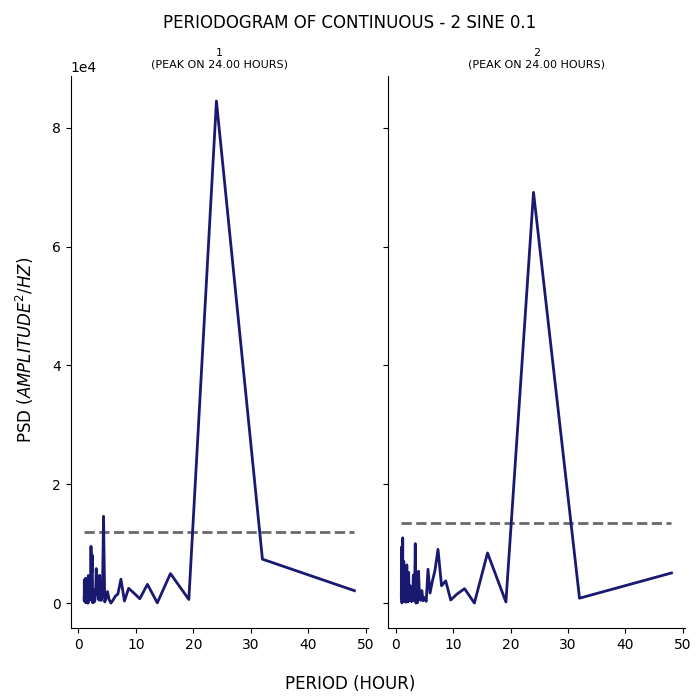 PERIODOGRAM OF CONTINUOUS - 2 SINE 0.1
1
(PEAK ON 24.00 HOURS)
2
(PEAK ON 24.00 HOURS)
1e4
8
6
4
2
0
PSD (AMPLITUDE²/HZ)
0 10 20 30 40 50
0 10 20 30 40 50
PERIOD (HOUR)